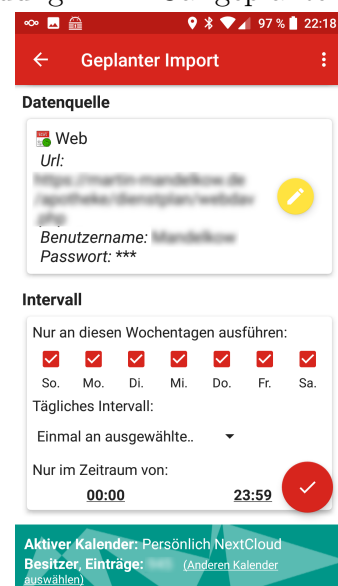 97 % 22:18
Geplanter Import
Datenquelle
Web
Url:
Benutzername:
Passwort: ***
Intervall
Nur an diesen Wochentagen ausführen:
So. Mo. Di. Mi. Do. Fr. Sa.
Tägliches Intervall:
Einmal an ausgewählte..
Nur im Zeitraum von:
00:00 23:59
Aktiver Kalender: Persönlich NextCloud
Besitzer, Einträge: (Anderen Kalender
auswählen)